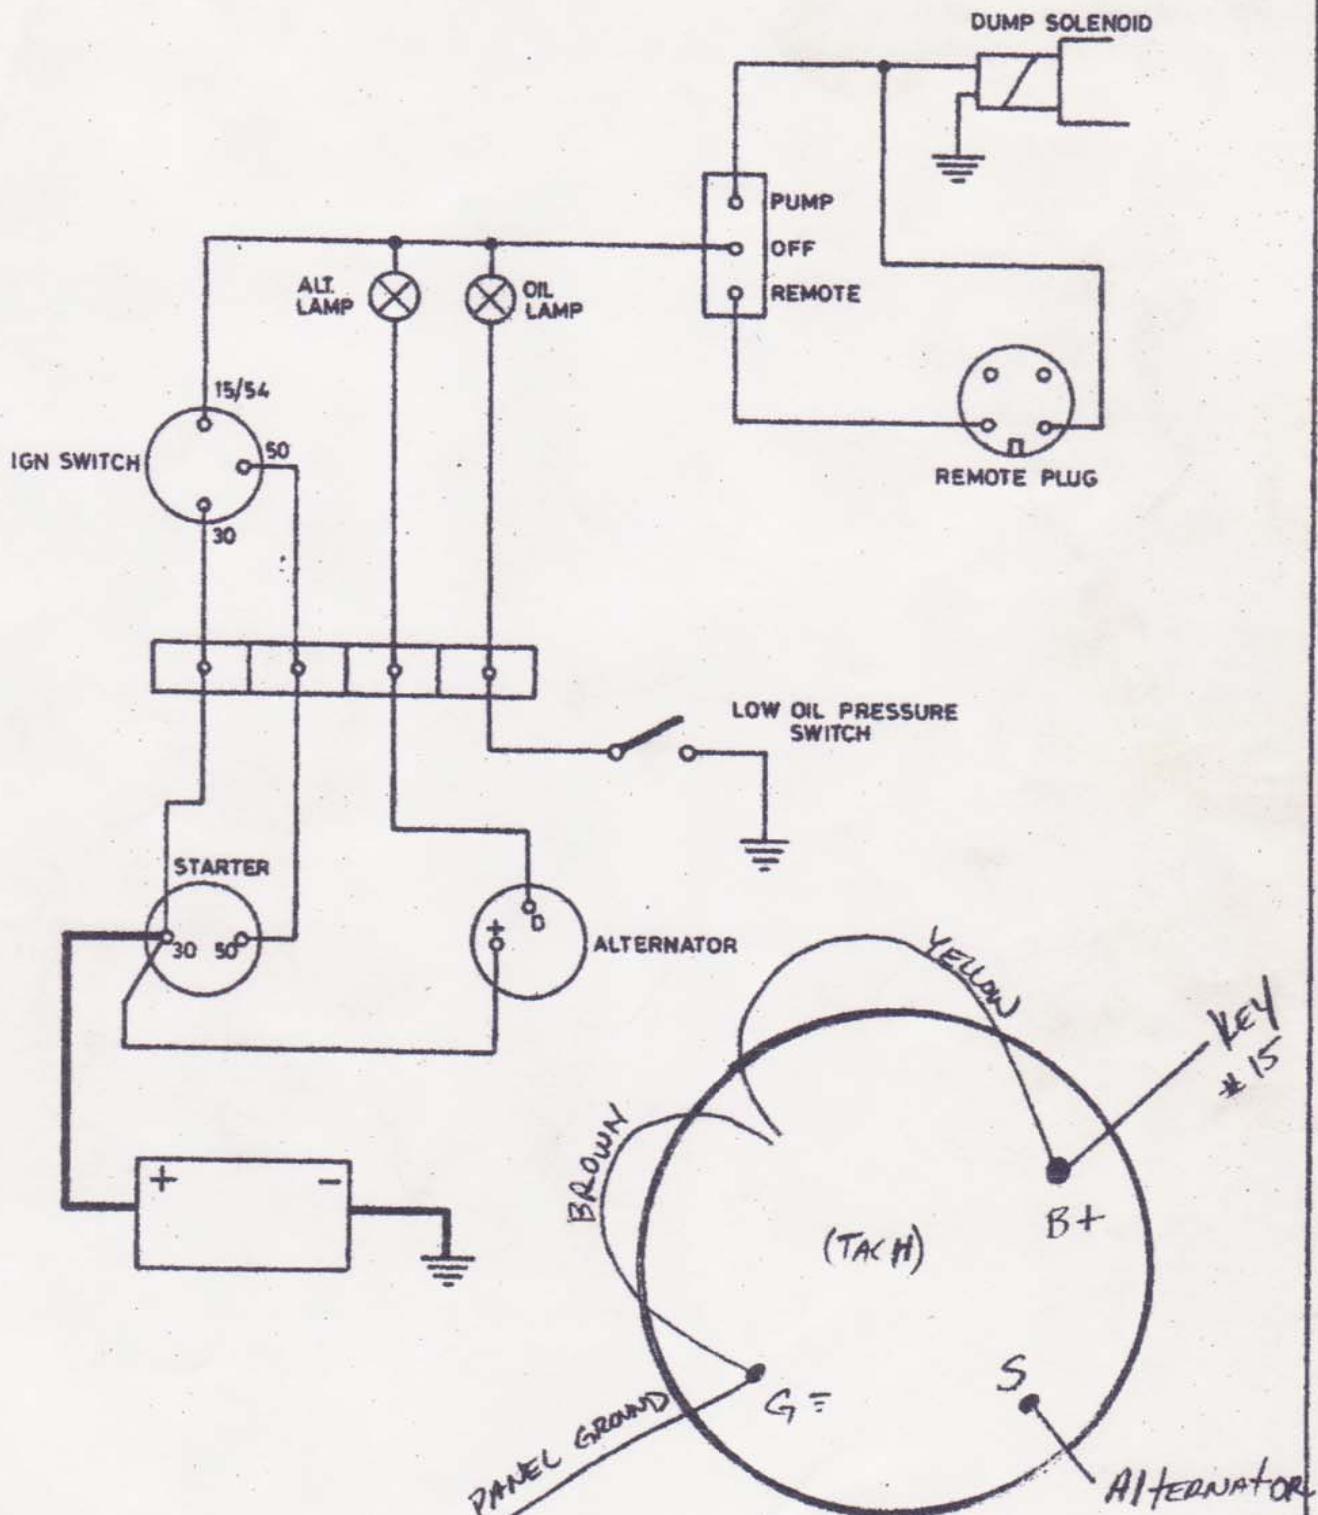 DUMP SOLENOID
PUMP
OFF
REMOTE
ALT.
LAMP
OIL
LAMP
15/54
IGN SWITCH
50
30
REMOTE PLUG
LOW OIL PRESSURE
SWITCH
STARTER
30 50
+
D
ALTERNATOR
YELLOW
KEY
# 15
BROWN
+ -
B+
(TACH)
S
G
PANEL GROUND
AlTERNATOR